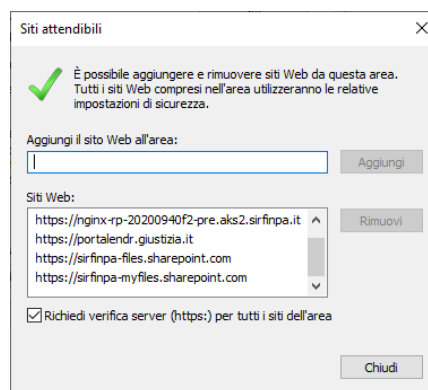 Siti attendibili
È possibile aggiungere e rimuovere siti Web da questa area.
Tutti i siti Web compresi nell'area utilizzeranno le relative
impostazioni di sicurezza.
Aggiungi il sito Web all'area:
Aggiungi
Siti Web:
https://nginx-rp-20200940f2-pre.aks2.sirfinpa.it
https://portalendr.giustizia.it
https://sirfinpa-files.sharepoint.com
https://sirfinpa-myfiles.sharepoint.com
Rimuovi
Richiedi verifica server (https:) per tutti i siti dell'area
Chiudi